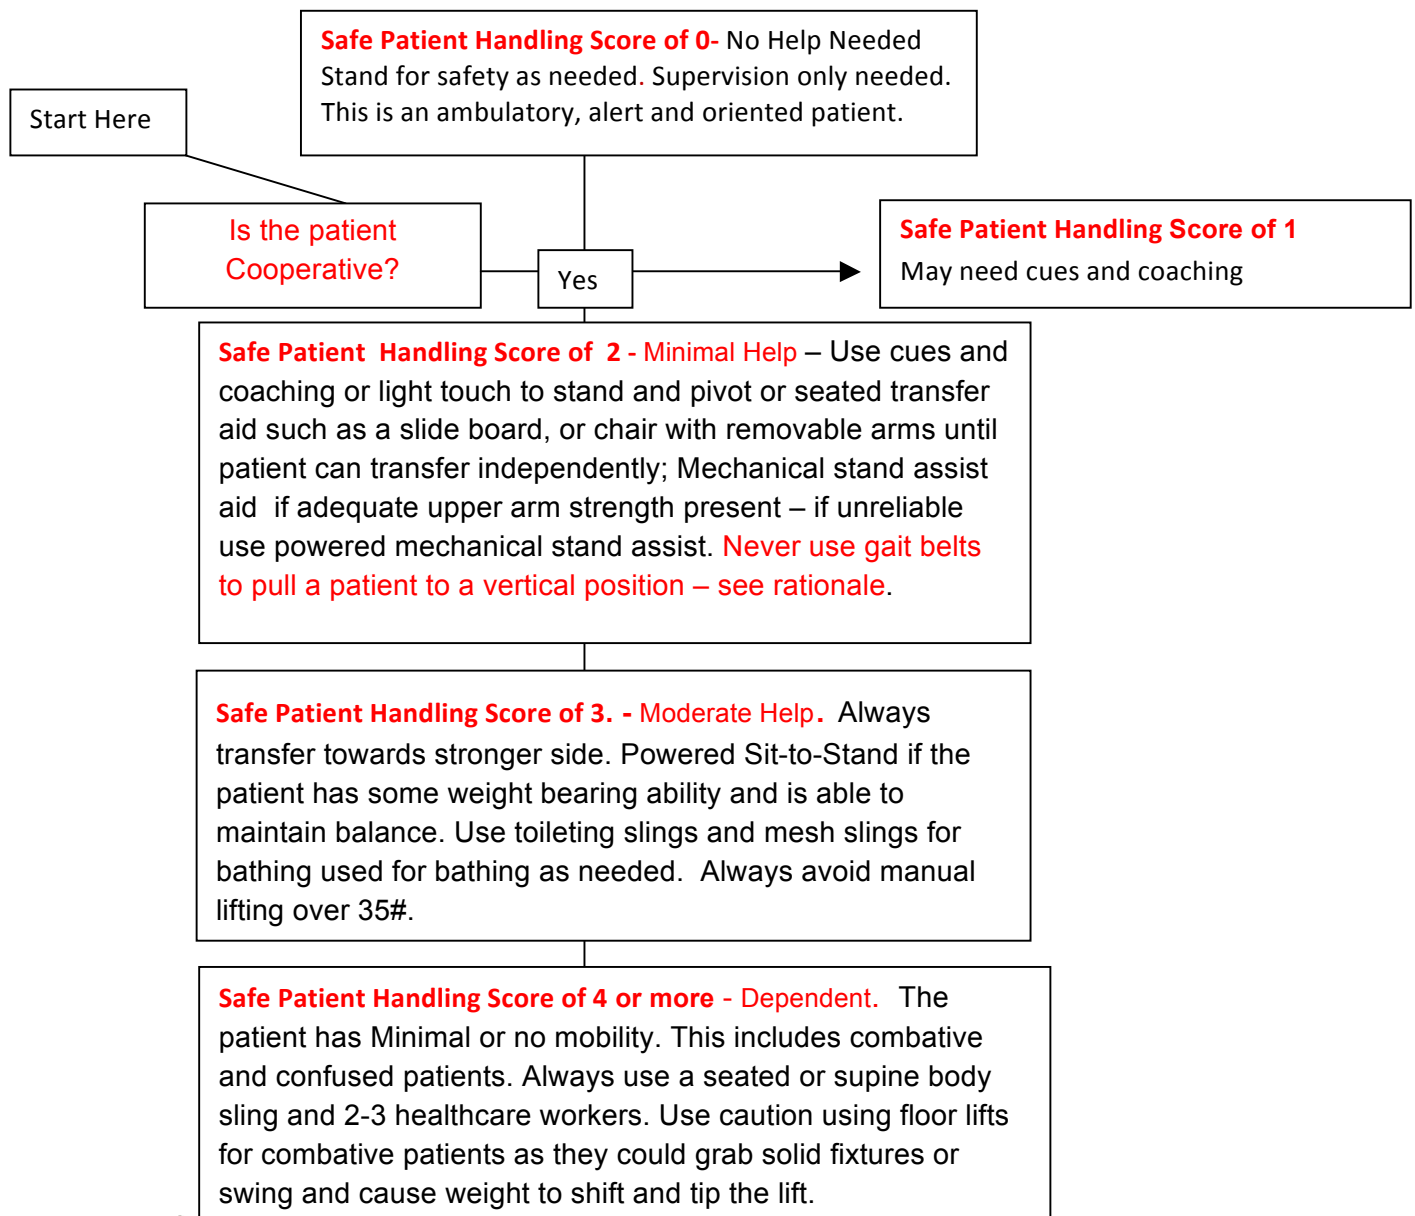 Safe Patient Handling Score of 0- No Help Needed
Stand for safety as needed. Supervision only needed.
This is an ambulatory, alert and oriented patient.
Start Here
Is the patient
Cooperative?
Yes
Safe Patient Handling Score of 1
May need cues and coaching
Safe Patient Handling Score of 2 - Minimal Help – Use cues and
coaching or light touch to stand and pivot or seated transfer
aid such as a slide board, or chair with removable arms until
patient can transfer independently; Mechanical stand assist
aid if adequate upper arm strength present – if unreliable
use powered mechanical stand assist. Never use gait belts
to pull a patient to a vertical position – see rationale.
Safe Patient Handling Score of 3. - Moderate Help. Always
transfer towards stronger side. Powered Sit-to-Stand if the
patient has some weight bearing ability and is able to
maintain balance. Use toileting slings and mesh slings for
bathing used for bathing as needed. Always avoid manual
lifting over 35#.
Safe Patient Handling Score of 4 or more - Dependent. The
patient has Minimal or no mobility. This includes combative
and confused patients. Always use a seated or supine body
sling and 2-3 healthcare workers. Use caution using floor lifts
for combative patients as they could grab solid fixtures or
swing and cause weight to shift and tip the lift.